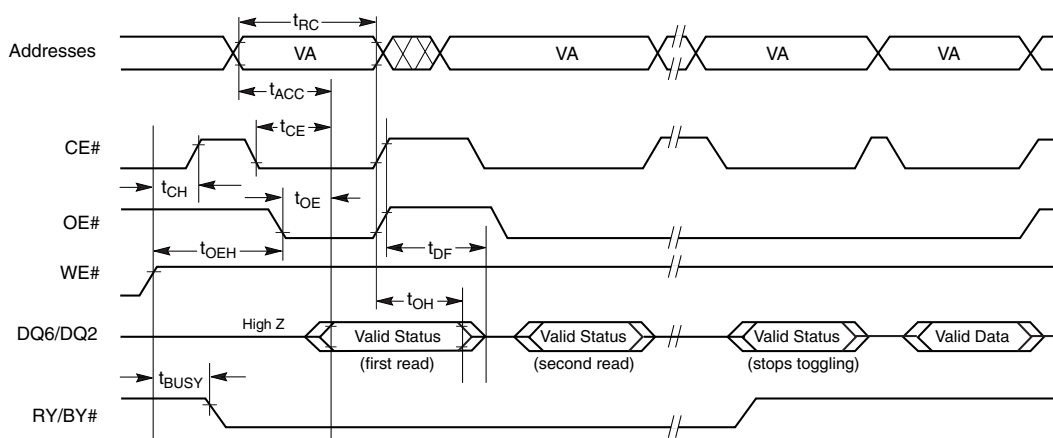 tRC
Addresses VA VA VA VA
tACC
tCE
CE#
tCH
tOE
OE#
tOEH
tDF
WE#
tOH
DQ6/DQ2 High Z Valid Status Valid Status Valid Status Valid Data
(first read) (second read) (stops toggling)
tBUSY
RY/BY#